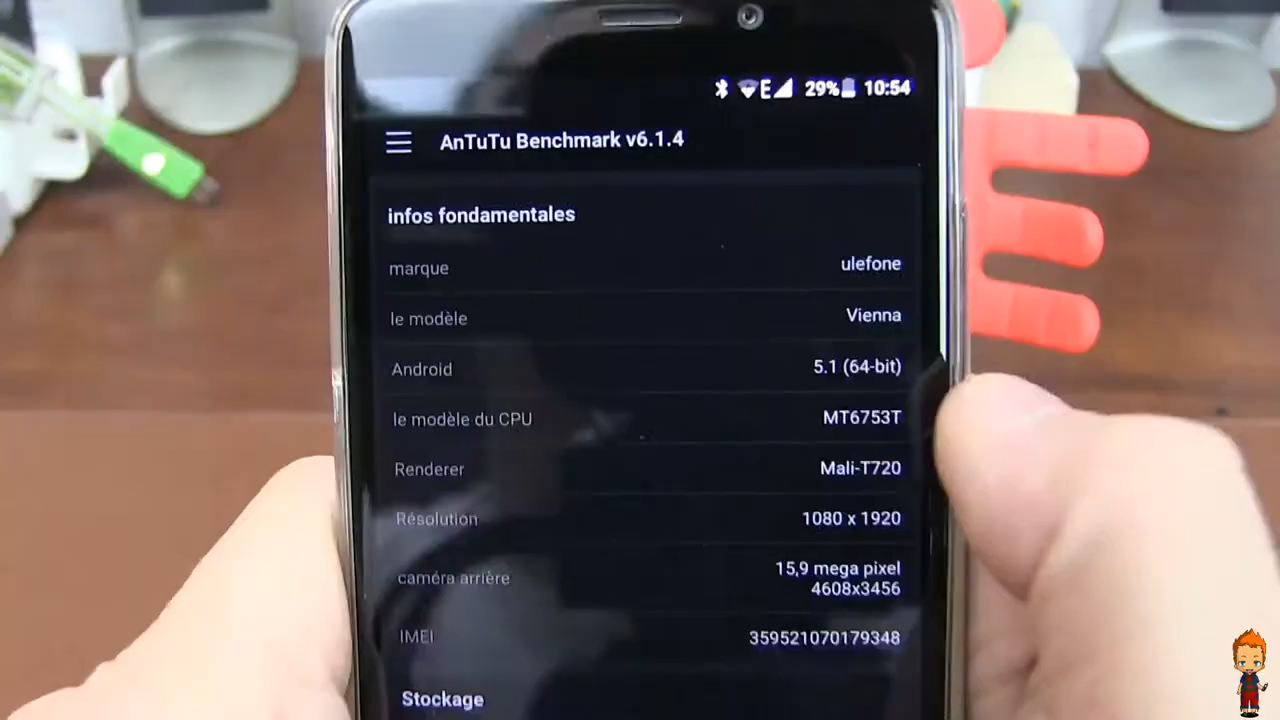 E 29% 10:54
AnTuTu Benchmark v6.1.4
infos fondamentales
marque ulefone
le modèle Vienna
Android 5.1 (64-bit)
le modèle du CPU MT6753T
Renderer Mali-T720
Résolution 1080 x 1920
caméra arrière 15,9 mega pixel
4608x3456
IMEI 359521070179348
Stockage